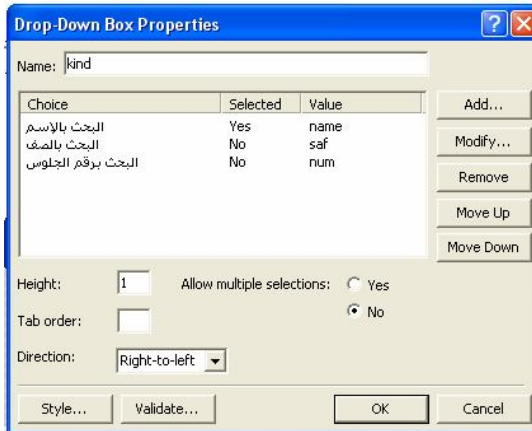 Drop-Down Box Properties
Name: kind
Choice Selected Value
البحث بالإسم Yes name
البحث بالصف No saf
البحث برقم الجلوس No num
Add...
Modify...
Remove
Move Up
Move Down
Height: 1 Allow multiple selections: Yes
No
Tab order:
Direction: Right-to-left
Style... Validate... OK Cancel